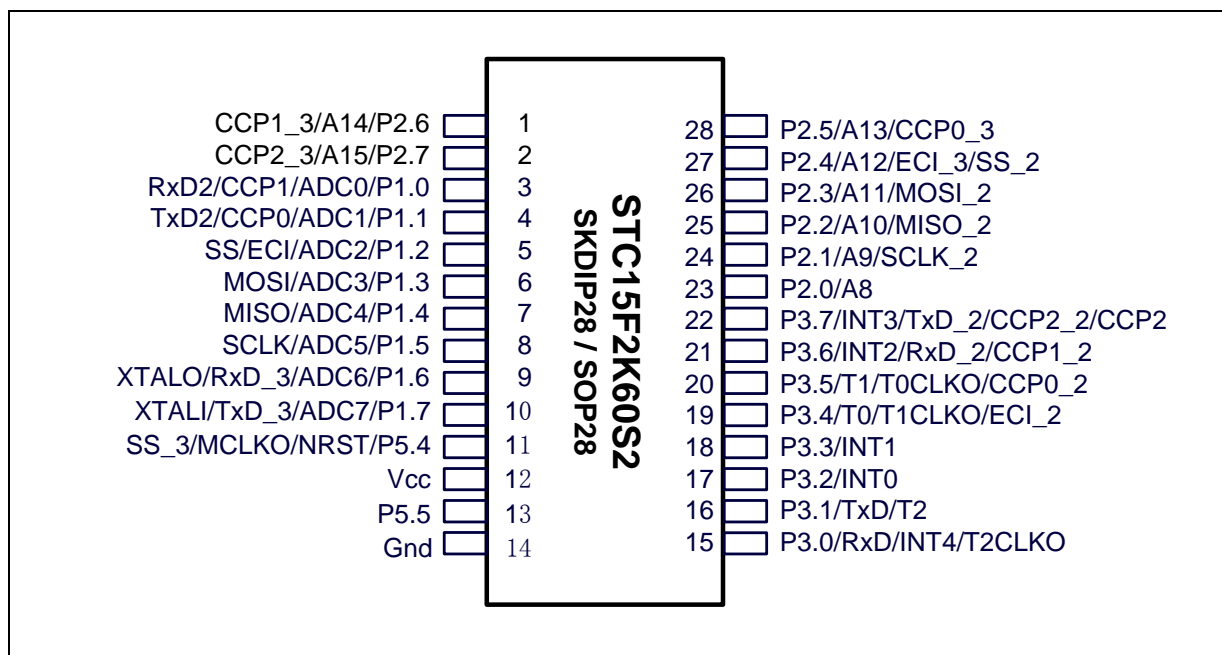 CCP1_3/A14/P2.6 1
CCP2_3/A15/P2.7 2
RxD2/CCP1/ADC0/P1.0 3
TxD2/CCP0/ADC1/P1.1 4
SS/ECI/ADC2/P1.2 5
MOSI/ADC3/P1.3 6
MISO/ADC4/P1.4 7
SCLK/ADC5/P1.5 8
XTALO/RxD_3/ADC6/P1.6 9
XTALI/TxD_3/ADC7/P1.7 10
SS_3/MCLKO/NRST/P5.4 11
Vcc 12
P5.5 13
Gnd 14
STC15F2K60S2
SKDIP28 / SOP28
28 P2.5/A13/CCP0_3
27 P2.4/A12/ECI_3/SS_2
26 P2.3/A11/MOSI_2
25 P2.2/A10/MISO_2
24 P2.1/A9/SCLK_2
23 P2.0/A8
22 P3.7/INT3/TxD_2/CCP2_2/CCP2
21 P3.6/INT2/RxD_2/CCP1_2
20 P3.5/T1/T0CLKO/CCP0_2
19 P3.4/T0/T1CLKO/ECI_2
18 P3.3/INT1
17 P3.2/INT0
16 P3.1/TxD/T2
15 P3.0/RxD/INT4/T2CLKO